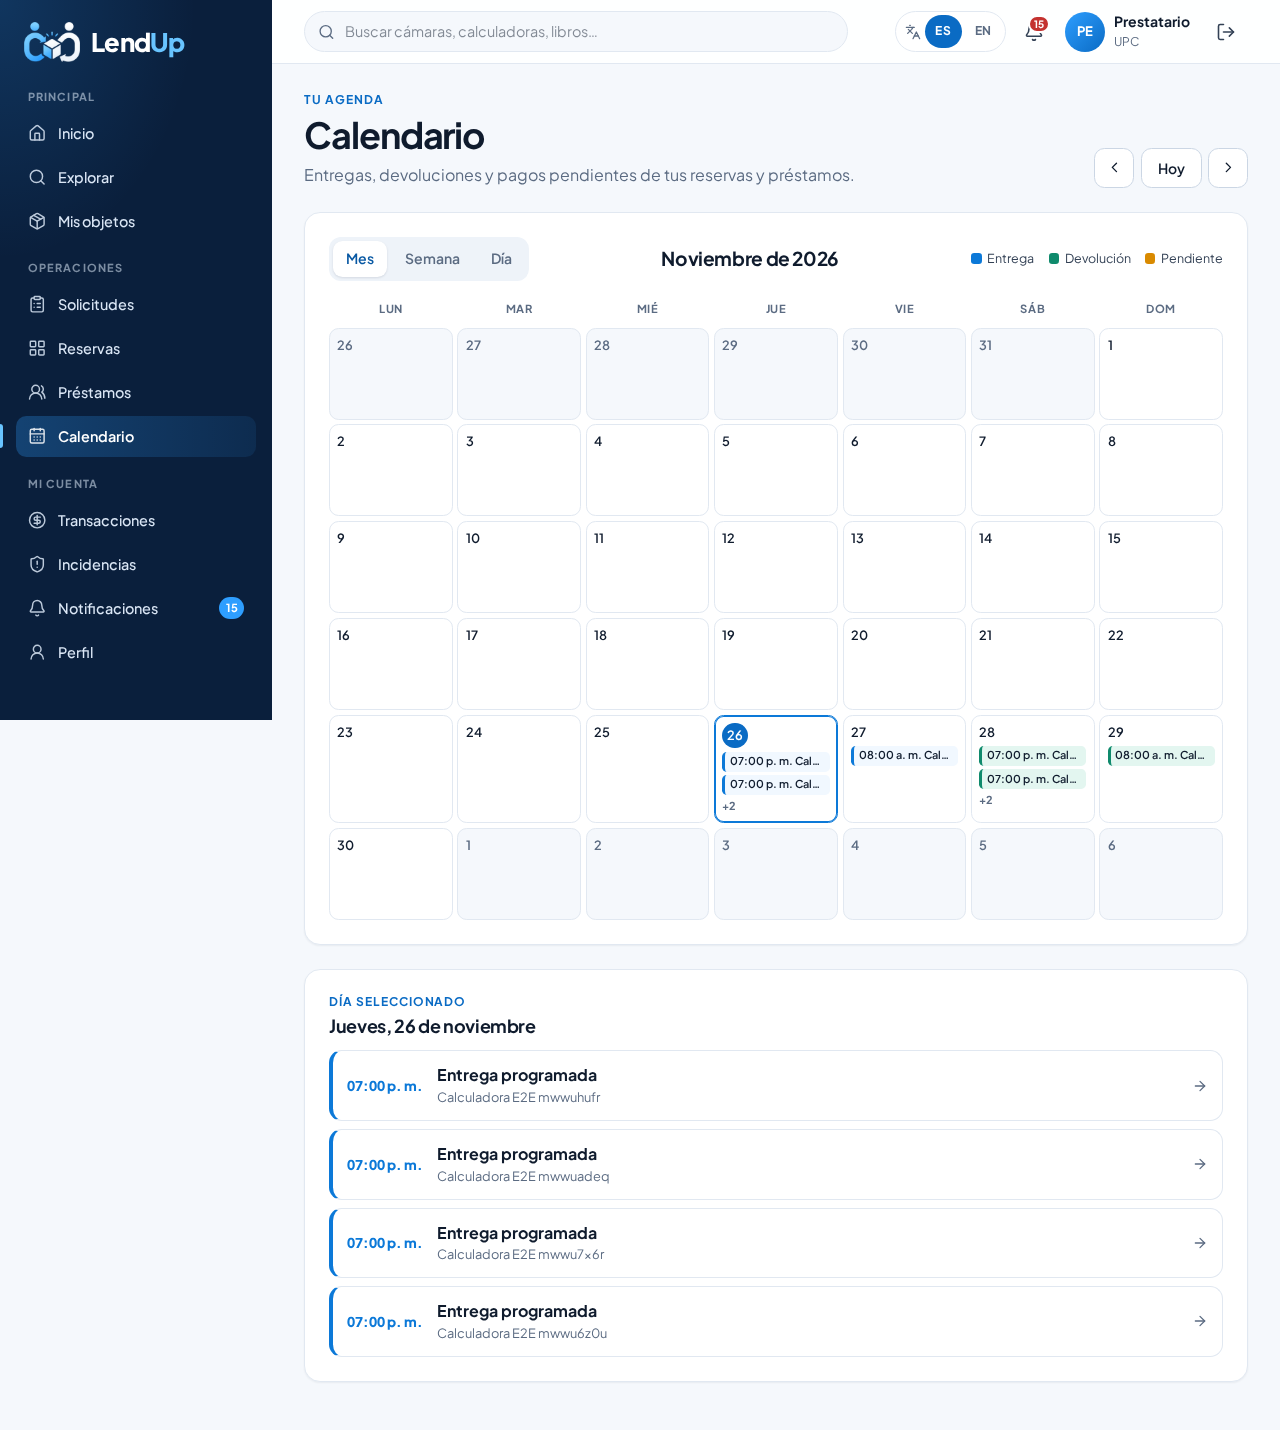 LendUp
PRINCIPAL
Inicio
Explorar
Mis objetos
OPERACIONES
Solicitudes
Reservas
Préstamos
Calendario
MI CUENTA
Transacciones
Incidencias
Notificaciones 15
Perfil
Buscar cámaras, calculadoras, libros...
ES EN
15
PE
Prestatario
UPC
TU AGENDA
Calendario
Entregas, devoluciones y pagos pendientes de tus reservas y préstamos.
Hoy
Mes Semana Día
Noviembre de 2026
Entrega Devolución Pendiente
LUN MAR MIÉ JUE VIE SÁB DOM
26 27 28 29 30 31 1
2 3 4 5 6 7 8
9 10 11 12 13 14 15
16 17 18 19 20 21 22
23 24 25 26 27 28 29
07:00 p. m. Cal... 08:00 a. m. Cal... 07:00 p. m. Cal... 08:00 a. m. Cal...
07:00 p. m. Cal... 07:00 p. m. Cal...
+2 +2
30 1 2 3 4 5 6
DÍA SELECCIONADO
Jueves, 26 de noviembre
07:00 p. m.
Entrega programada
Calculadora E2E mwwuhufr
07:00 p. m.
Entrega programada
Calculadora E2E mwwuadeq
07:00 p. m.
Entrega programada
Calculadora E2E mwwu7x6r
07:00 p. m.
Entrega programada
Calculadora E2E mwwu6z0u